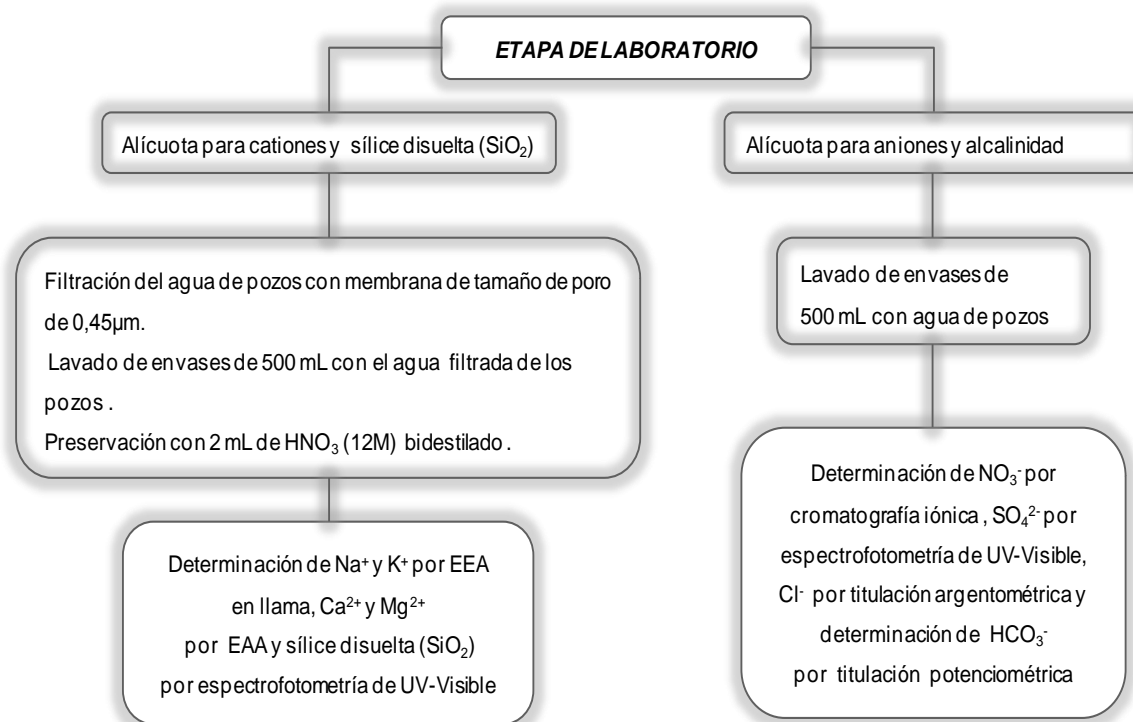 ETAPA DE LABORATORIO
Alícuota para cationes y sílice disuelta (SiO₂)
Filtración del agua de pozos con membrana de tamaño de poro
de 0,45µm.
Lavado de envases de 500 mL con el agua filtrada de los
pozos .
Preservación con 2 mL de HNO₃ (12M) bidestilado .
Determinación de Na⁺ y K⁺ por EEA
en llama, Ca²⁺ y Mg²⁺
por EAA y sílice disuelta (SiO₂)
por espectrofotometría de UV-Visible
Alícuota para aniones y alcalinidad
Lavado de envases de
500 mL con agua de pozos
Determinación de NO₃⁻ por
cromatografía iónica , SO₄²⁻ por
espectrofotometría de UV-Visible,
Cl⁻ por titulación argentométrica y
determinación de HCO₃⁻
por titulación potenciométrica